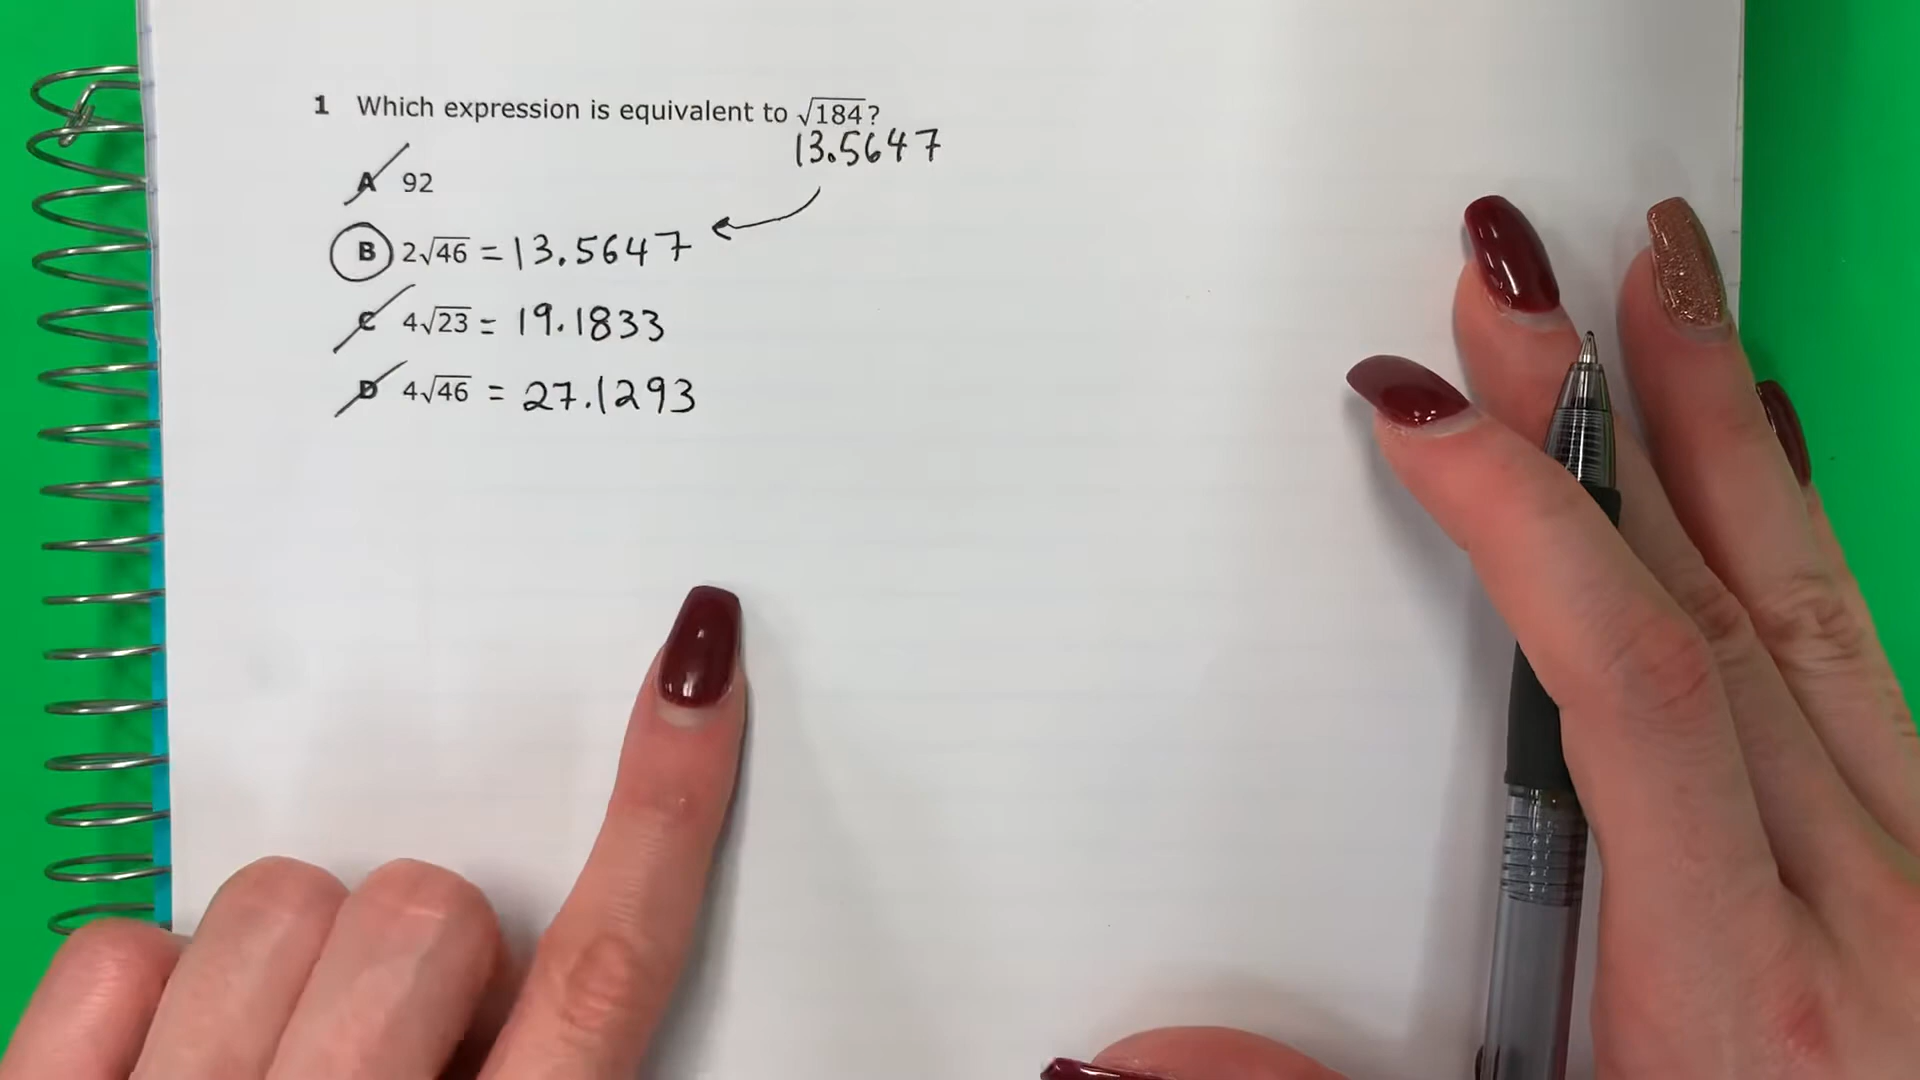 1 Which expression is equivalent to √184?
13.5647
A 92
B 2√46 = 13.5647
C 4√23 = 19.1833
D 4√46 = 27.1293